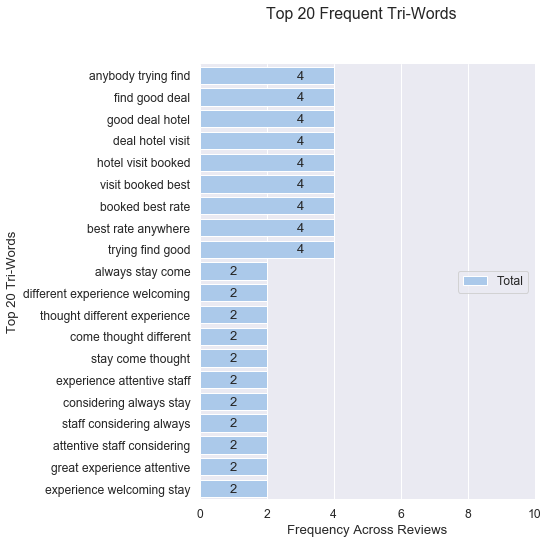 Top 20 Frequent Tri-Words
Top 20 Tri-Words
anybody trying find 4
find good deal 4
good deal hotel 4
deal hotel visit 4
hotel visit booked 4
visit booked best 4
booked best rate 4
best rate anywhere 4
trying find good 4
always stay come 2
different experience welcoming 2
Total
thought different experience 2
come thought different 2
stay come thought 2
experience attentive staff 2
considering always stay 2
staff considering always 2
attentive staff considering 2
great experience attentive 2
experience welcoming stay 2
0 2 4 6 8 10
Frequency Across Reviews